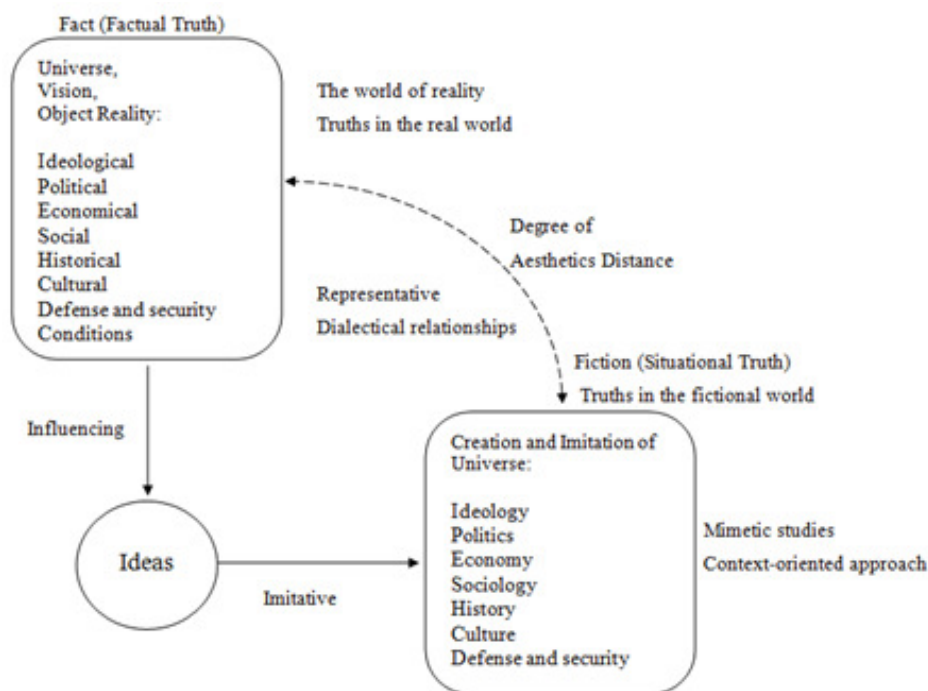 Fact (Factual Truth)
Universe,
Vision,
Object Reality:
Ideological
Political
Economical
Social
Historical
Cultural
Defense and security
Conditions
The world of reality
Truths in the real world
Degree of
Aesthetics Distance
Representative
Dialectical relationships
Fiction (Situational Truth)
Truths in the fictional world
Influencing
Ideas
Imitative
Creation and Imitation of
Universe:
Ideology
Politics
Economy
Sociology
History
Culture
Defense and security
Mimetic studies
Context-oriented approach